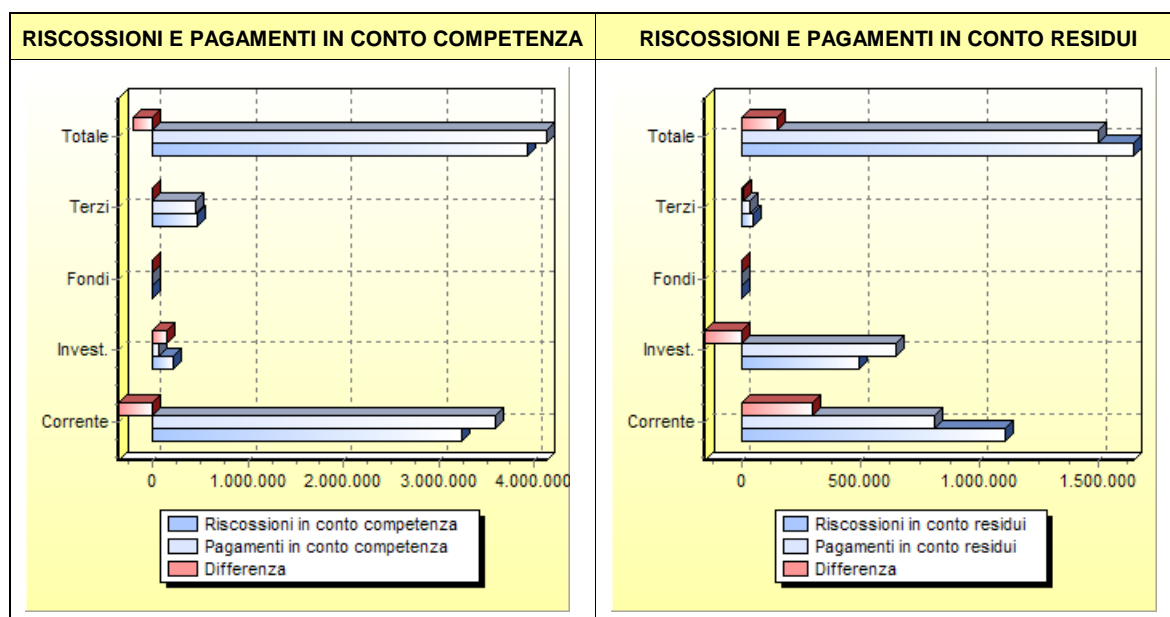 RISCOSSIONI E PAGAMENTI IN CONTO COMPETENZA
Totale
Terzi
Fondi
Invest.
Corrente
0 1.000.000 2.000.000 3.000.000 4.000.000
Riscossioni in conto competenza
Pagamenti in conto competenza
Differenza
RISCOSSIONI E PAGAMENTI IN CONTO RESIDUI
Totale
Terzi
Fondi
Invest.
Corrente
0 500.000 1.000.000 1.500.000
Riscossioni in conto residui
Pagamenti in conto residui
Differenza